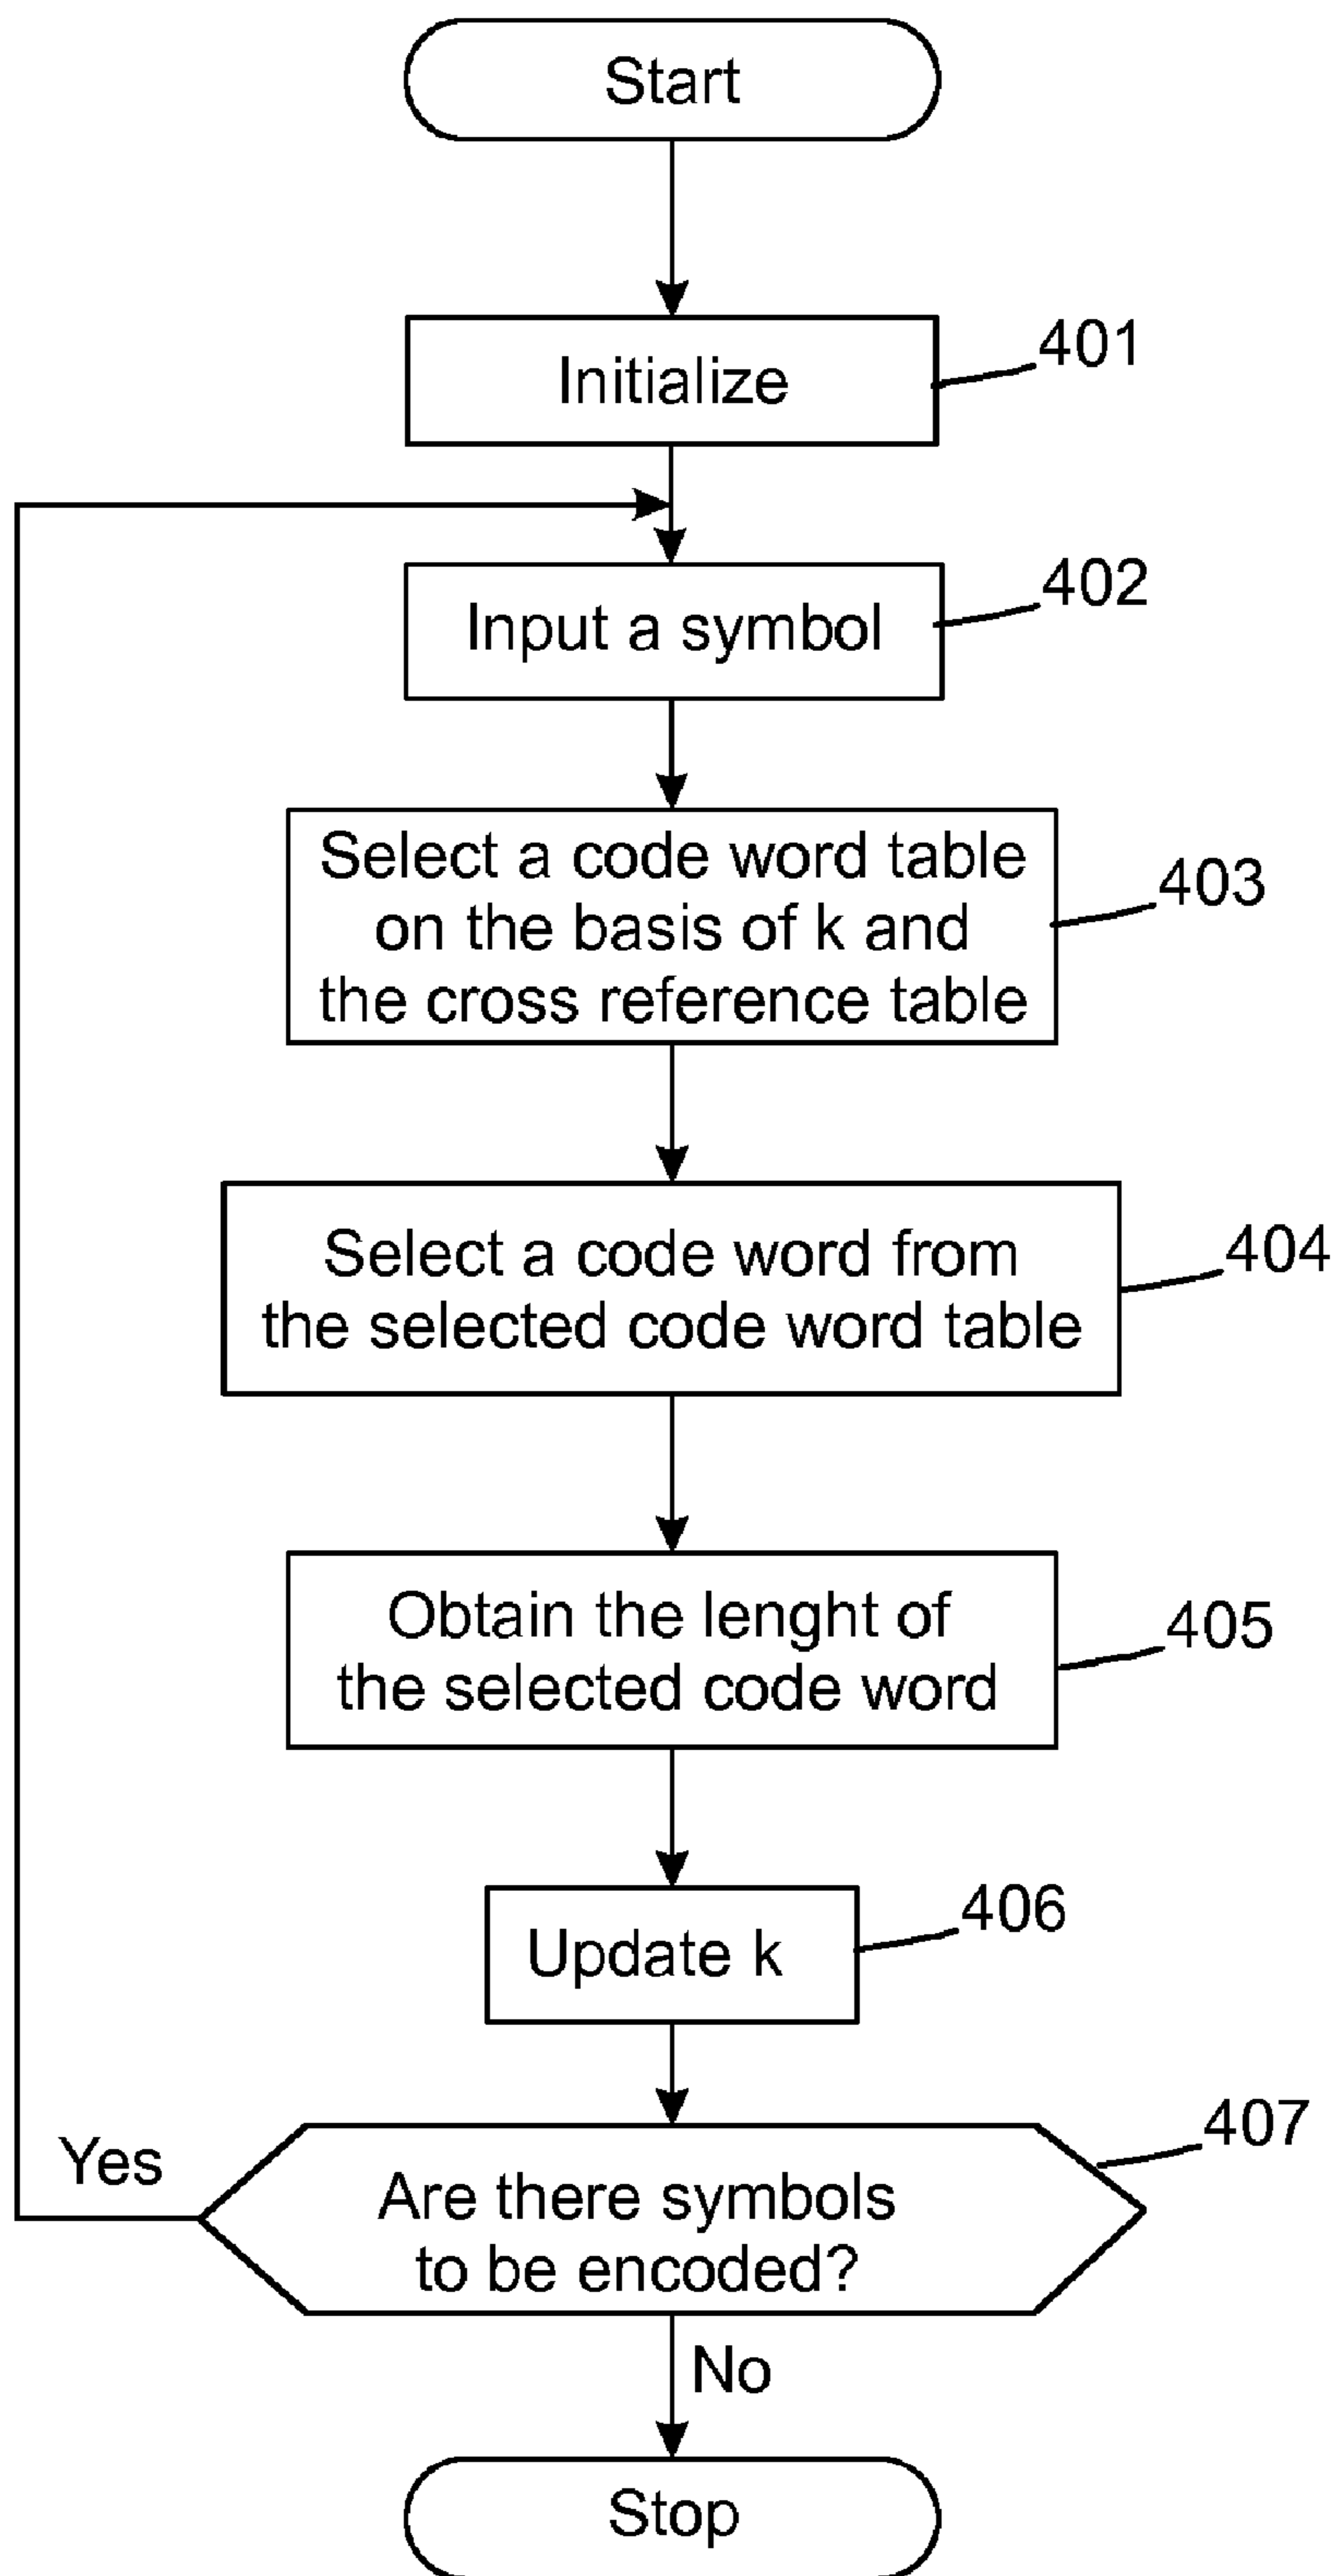 Start
Initialize
401
Input a symbol
402
Select a code word table
on the basis of k and
the cross reference table
403
Select a code word from
the selected code word table
404
Obtain the lenght of
the selected code word
405
Update k
406
Are there symbols
to be encoded?
407
Yes
No
Stop